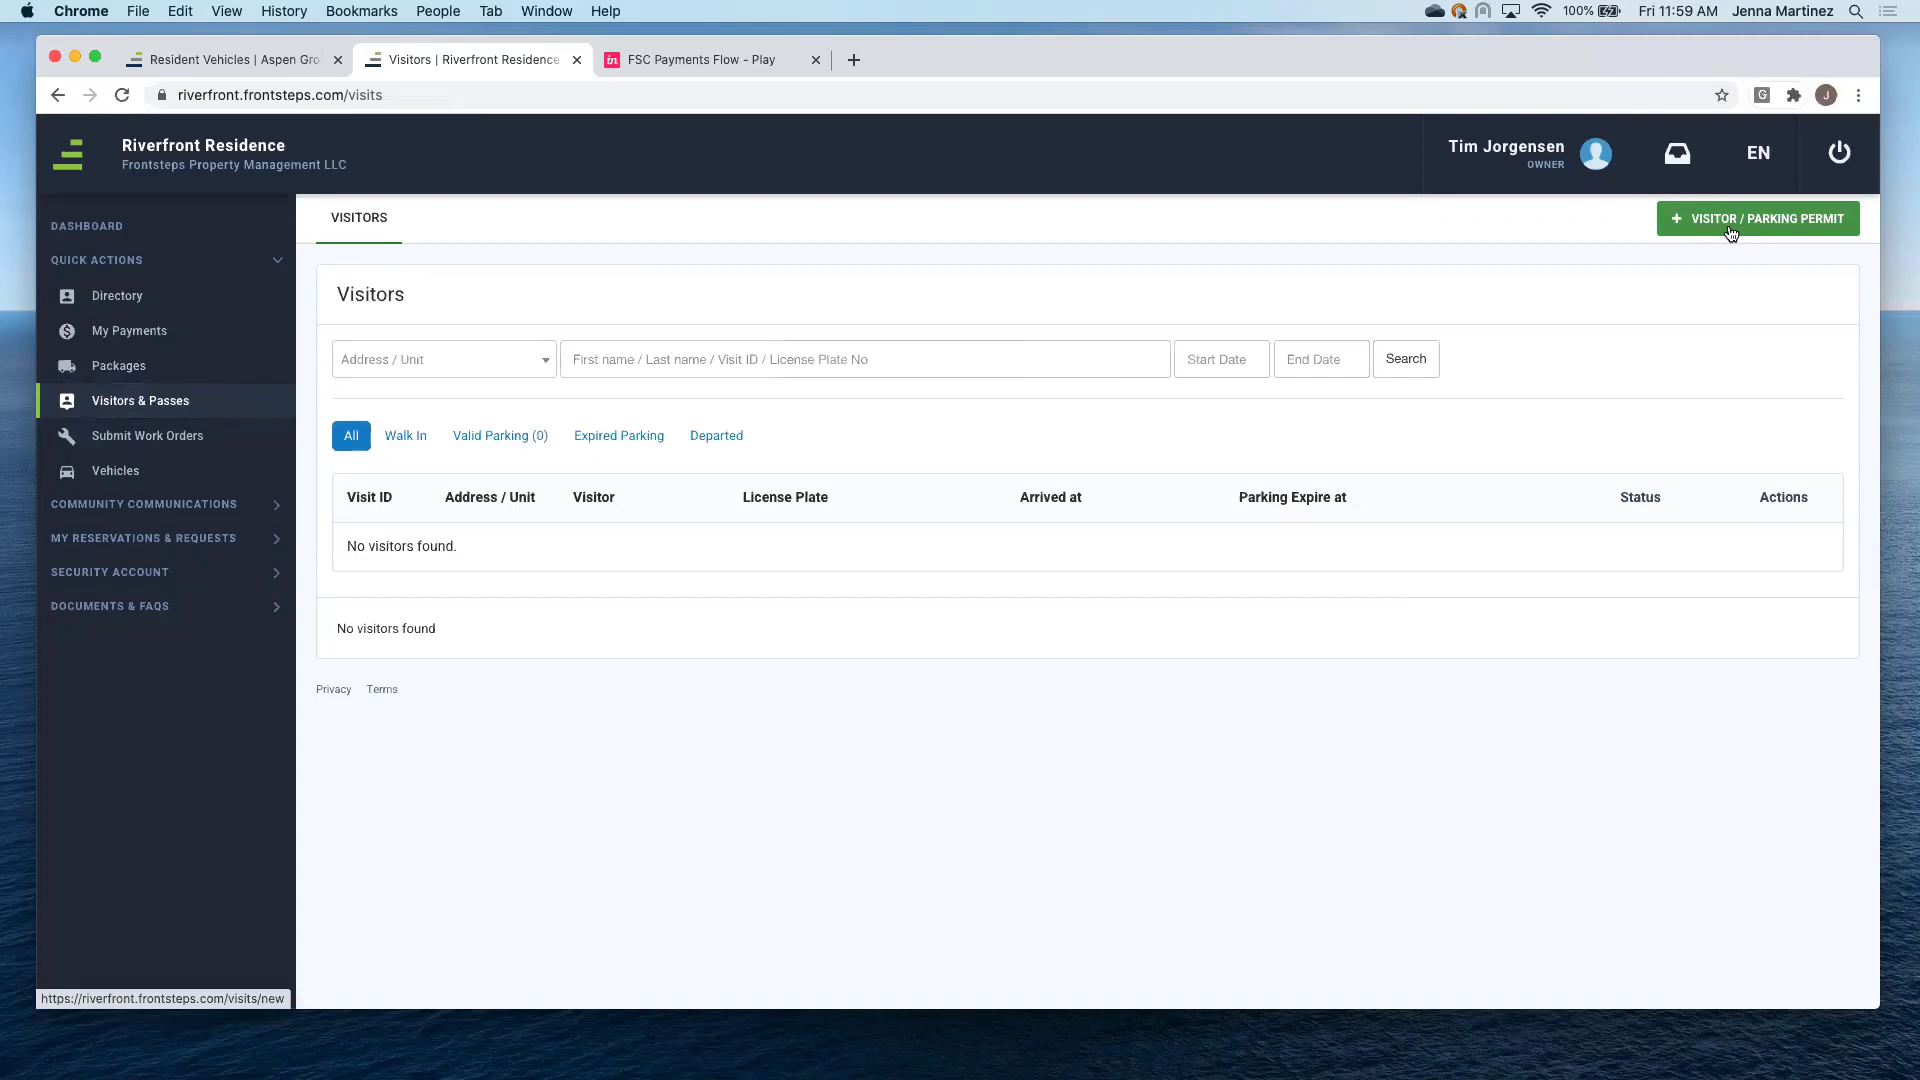 Chrome File Edit View History Bookmarks People Tab Window Help 100% Fri 11:59 AM Jenna Martinez
Resident Vehicles | Aspen Gro Visitors | Riverfront Residence in FSC Payments Flow - Play
riverfront.frontsteps.com/visits G J
Riverfront Residence
Frontsteps Property Management LLC
Tim Jorgensen
OWNER
EN
DASHBOARD
QUICK ACTIONS
Directory
My Payments
Packages
Visitors & Passes
Submit Work Orders
Vehicles
COMMUNITY COMMUNICATIONS
MY RESERVATIONS & REQUESTS
SECURITY ACCOUNT
DOCUMENTS & FAQS
VISITORS
+ VISITOR / PARKING PERMIT
Visitors
Address / Unit First name / Last name / Visit ID / License Plate No Start Date End Date Search
All Walk In Valid Parking (0) Expired Parking Departed
Visit ID Address / Unit Visitor License Plate Arrived at Parking Expire at Status Actions
No visitors found.
No visitors found
Privacy Terms
https://riverfront.frontsteps.com/visits/new